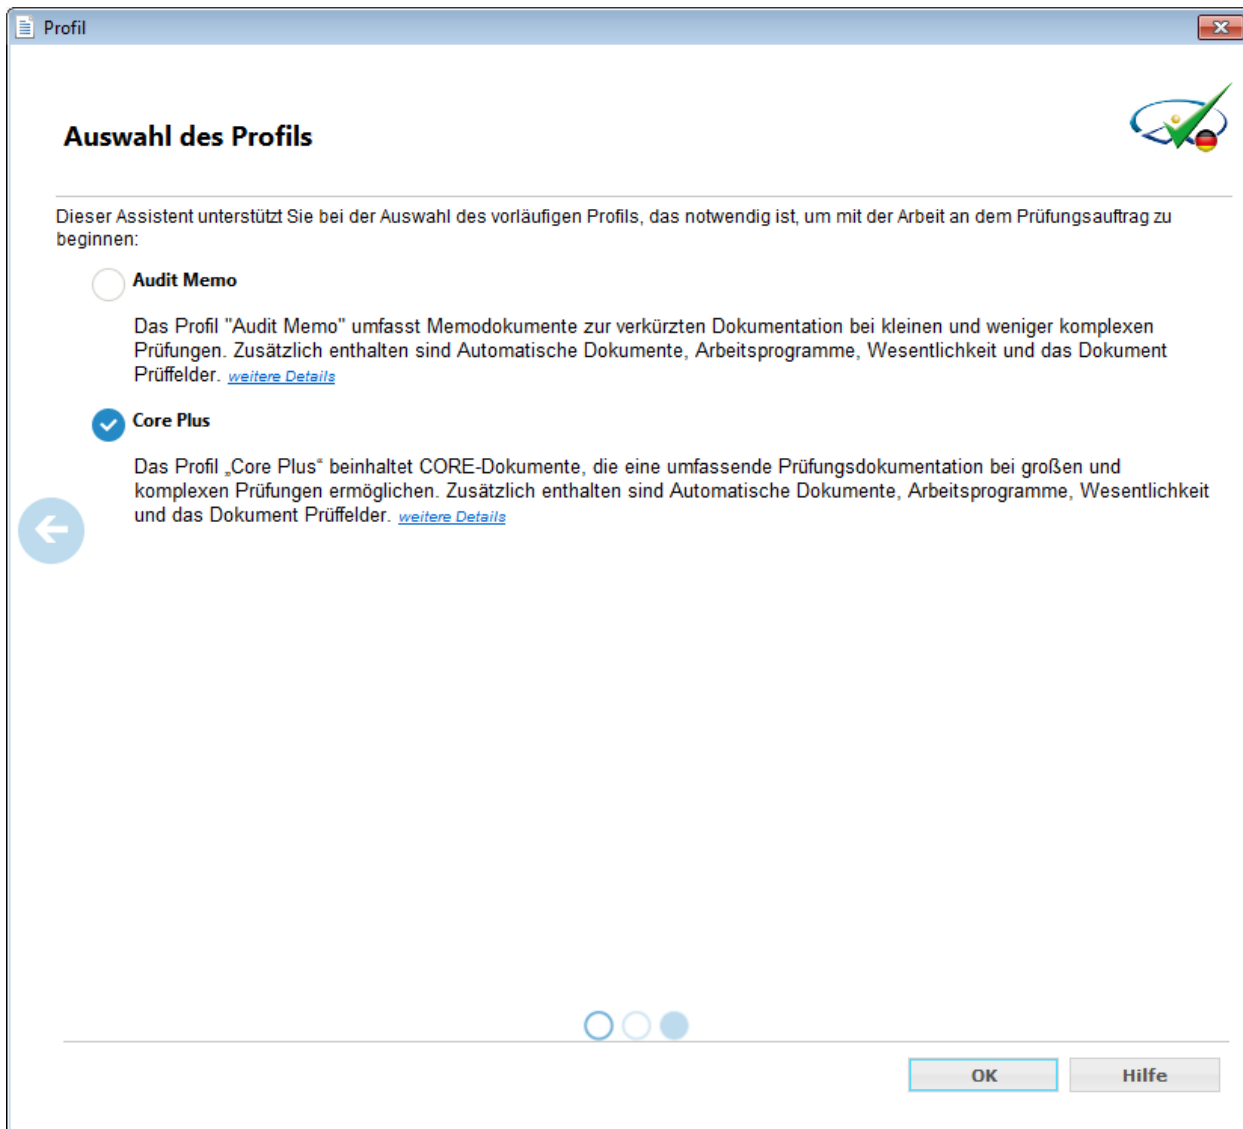 Profil
Auswahl des Profils
Dieser Assistent unterstützt Sie bei der Auswahl des vorläufigen Profils, das notwendig ist, um mit der Arbeit an dem Prüfungsauftrag zu
beginnen:
Audit Memo
Das Profil "Audit Memo" umfasst Memodokumente zur verkürzten Dokumentation bei kleinen und weniger komplexen
Prüfungen. Zusätzlich enthalten sind Automatische Dokumente, Arbeitsprogramme, Wesentlichkeit und das Dokument
Prüffelder. weitere Details
Core Plus
Das Profil „Core Plus“ beinhaltet CORE-Dokumente, die eine umfassende Prüfungsdokumentation bei großen und
komplexen Prüfungen ermöglichen. Zusätzlich enthalten sind Automatische Dokumente, Arbeitsprogramme, Wesentlichkeit
und das Dokument Prüffelder. weitere Details
OK
Hilfe